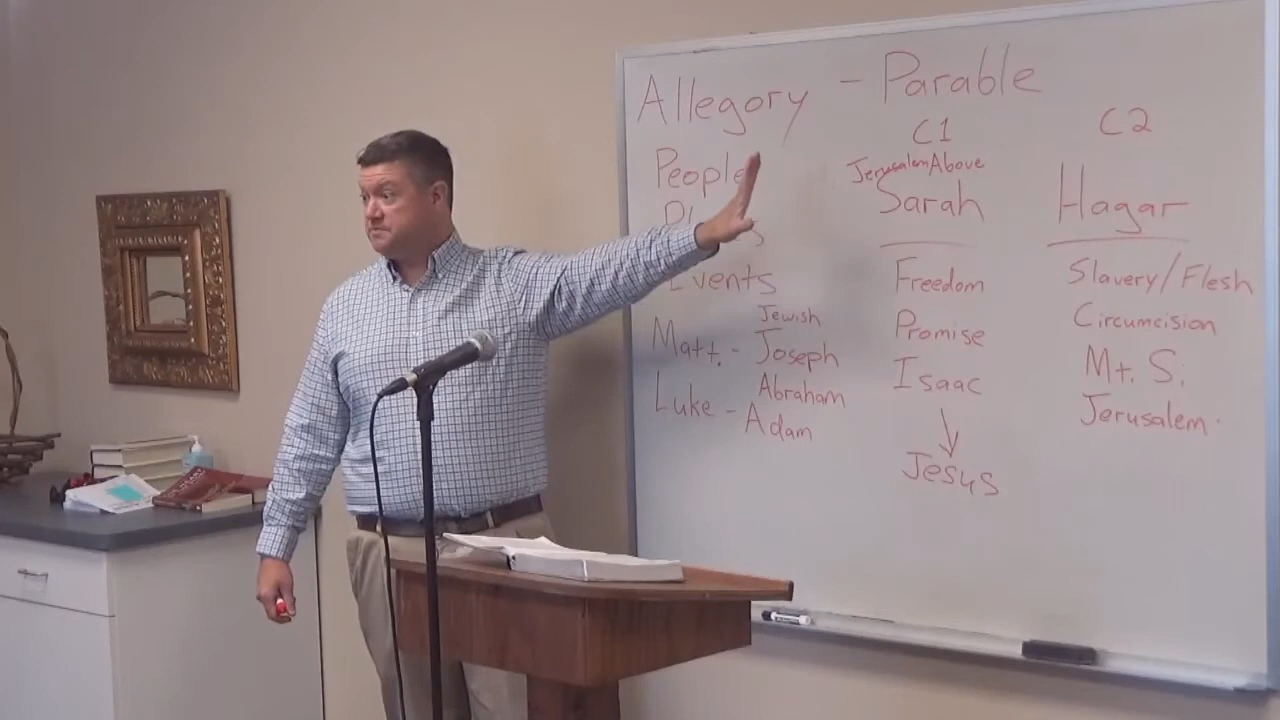 Allegory - Parable
C1
C2
Jerusalem Above
People
Sarah
Hagar
Events
Freedom
Slavery/Flesh
Jewish
Promise
Circumcision
Matt. - Joseph
Isaac
Mt. S.
Abraham
Luke - Adam
Jerusalem
Jesus